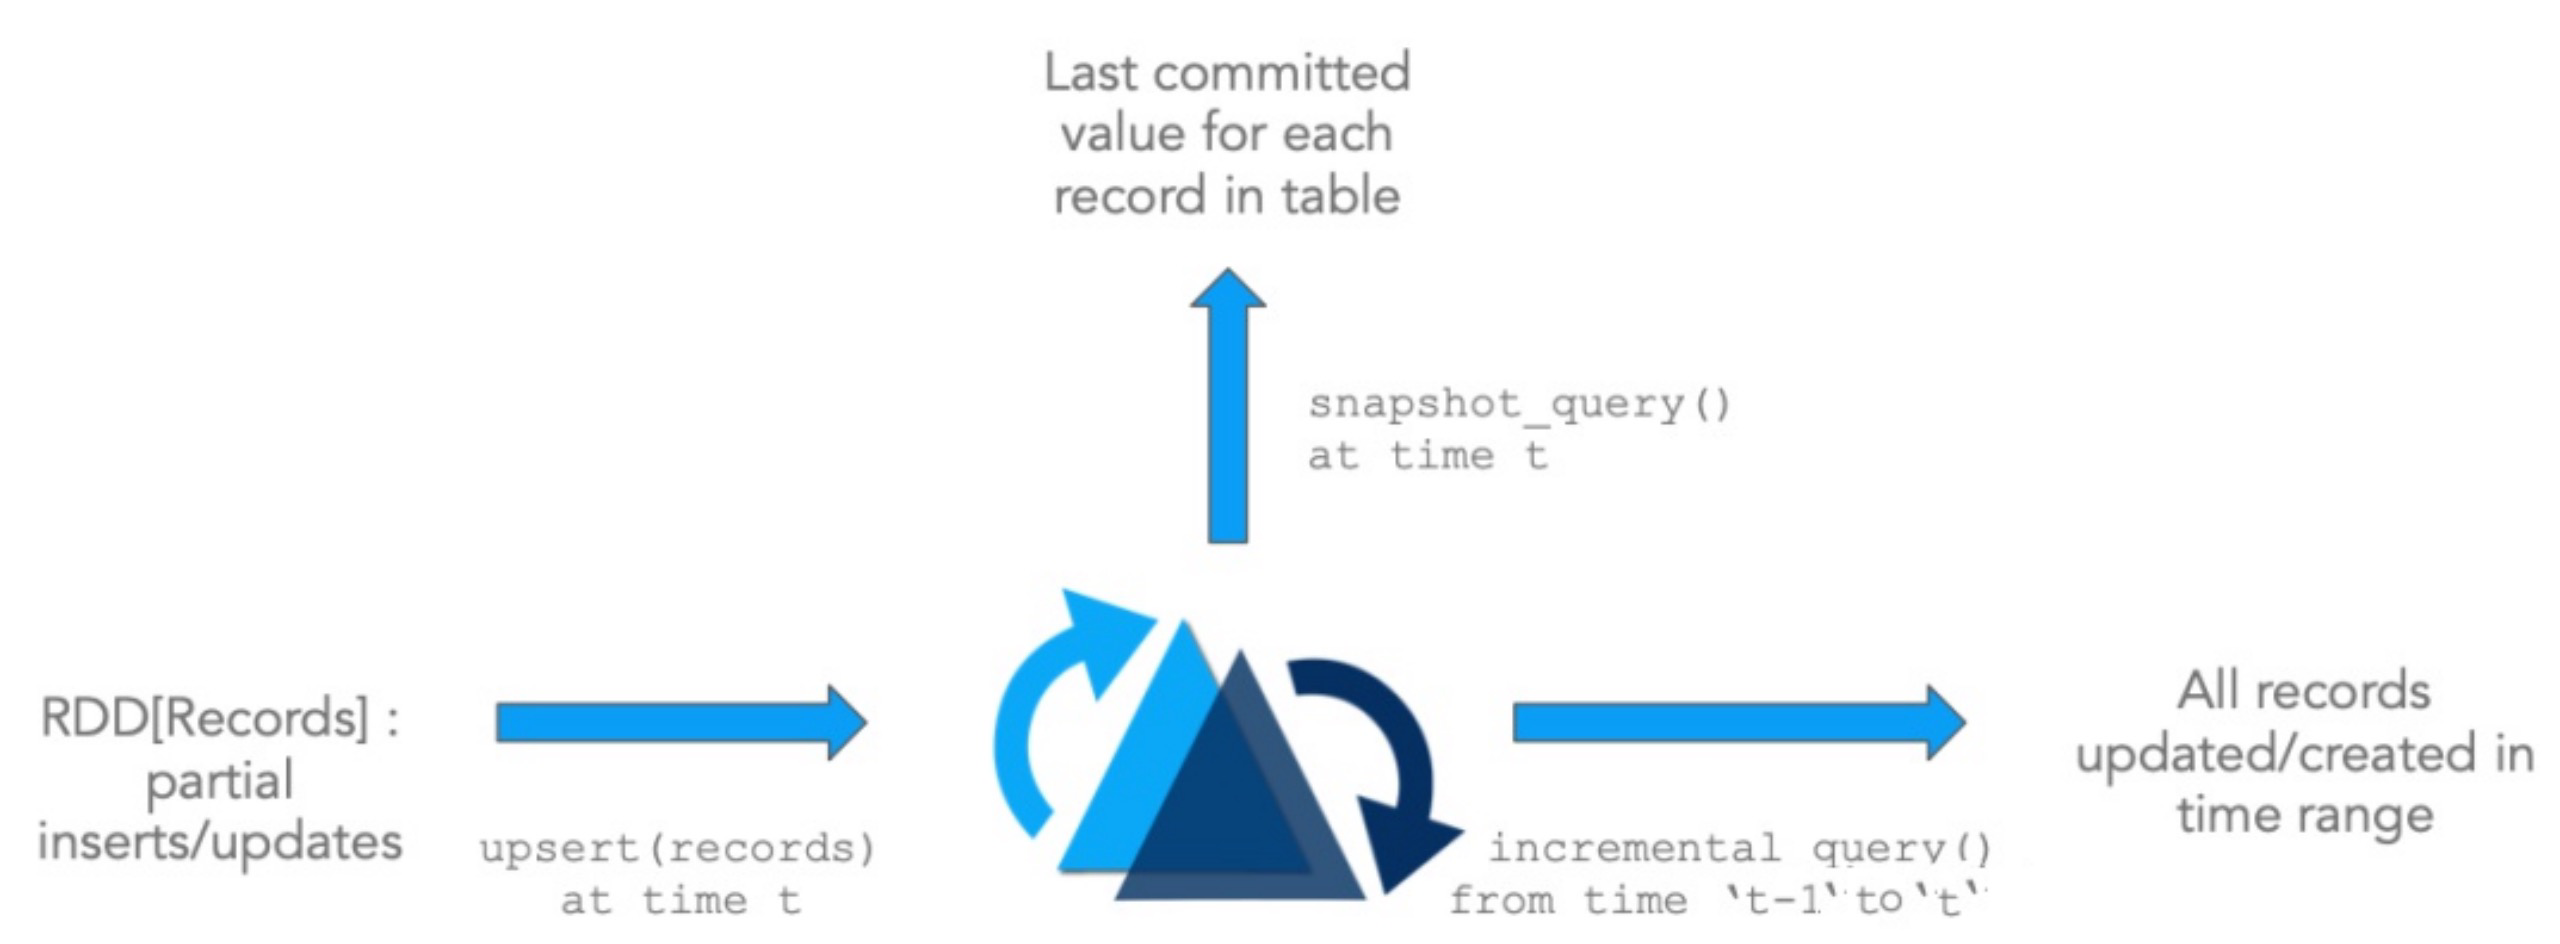 Last committed
value for each
record in table
snapshot_query()
at time t
RDD[Records] :
partial
inserts/updates
upsert(records)
at time t
incremental query()
from time ‘t-1‘ to ‘t‘
All records
updated/created in
time range